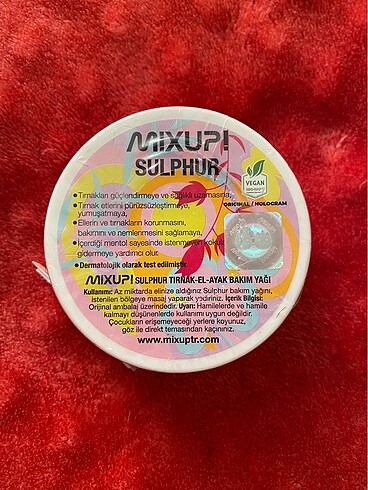 MIXUP!
SULPHUR
VEGAN
ORIGINAL / HOLOGRAM
• Tırnakları güçlendirmeye ve sağlıklı uzamasına,
• Tırnak etlerini pürüzsüzleştirmeye,
yumuşatmaya,
• Ellerin ve tırnakların korunmasını,
bakımını ve nemlenmesini sağlamaya,
• İçerdiği mentol sayesinde istenmeyen kokuları
gidermeye yardımcı olur.
• Dermatolojik olarak test edilmiştir.
MIXUP! SULPHUR TIRNAK-EL-AYAK BAKIM YAĞI
Kullanımı: Az miktarda elinize aldığınız Sulphur bakım yağını,
istenilen bölgeye masaj yaparak yediriniz. İçerik Bilgisi:
Orijinal ambalaj üzerindedir. Uyarı: Hamilelerde ve hamile
kalmayı düşünenlerde kullanımı uygun değildir.
Çocukların erişemeyeceği yerlere koyunuz,
göz ile direkt temasından kaçınınız.
www.mixuptr.com